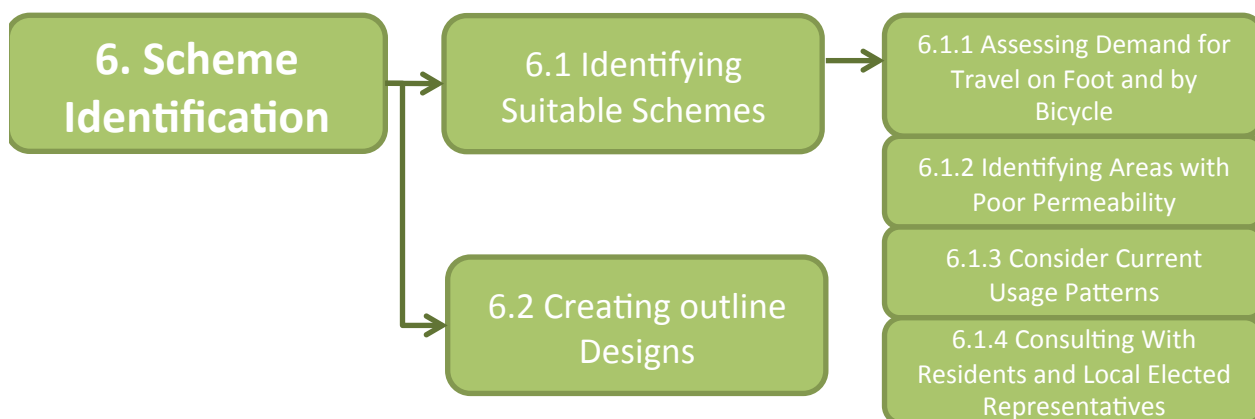 6. Scheme
Identification
6.1 Identifying
Suitable Schemes
6.1.1 Assessing Demand for
Travel on Foot and by
Bicycle
6.1.2 Identifying Areas with
Poor Permeability
6.1.3 Consider Current
Usage Patterns
6.1.4 Consulting With
Residents and Local Elected
Representatives
6.2 Creating outline
Designs